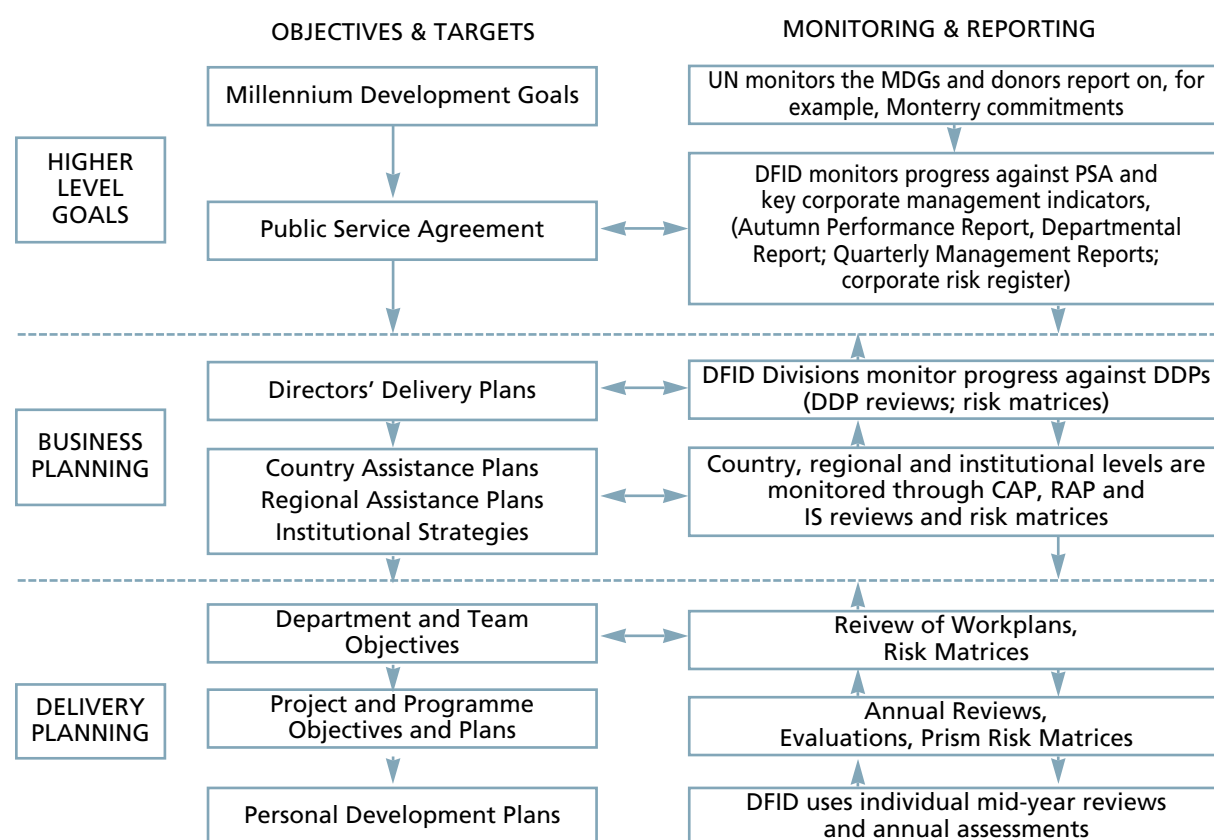 OBJECTIVES & TARGETS
MONITORING & REPORTING
HIGHER
LEVEL
GOALS
Millennium Development Goals
UN monitors the MDGs and donors report on, for
example, Monterry commitments
Public Service Agreement
DFID monitors progress against PSA and
key corporate management indicators,
(Autumn Performance Report, Departmental
Report; Quarterly Management Reports;
corporate risk register)
BUSINESS
PLANNING
Directors’ Delivery Plans
DFID Divisions monitor progress against DDPs
(DDP reviews; risk matrices)
Country Assistance Plans
Regional Assistance Plans
Institutional Strategies
Country, regional and institutional levels are
monitored through CAP, RAP and
IS reviews and risk matrices
DELIVERY
PLANNING
Department and Team
Objectives
Reivew of Workplans,
Risk Matrices
Project and Programme
Objectives and Plans
Annual Reviews,
Evaluations, Prism Risk Matrices
Personal Development Plans
DFID uses individual mid-year reviews
and annual assessments